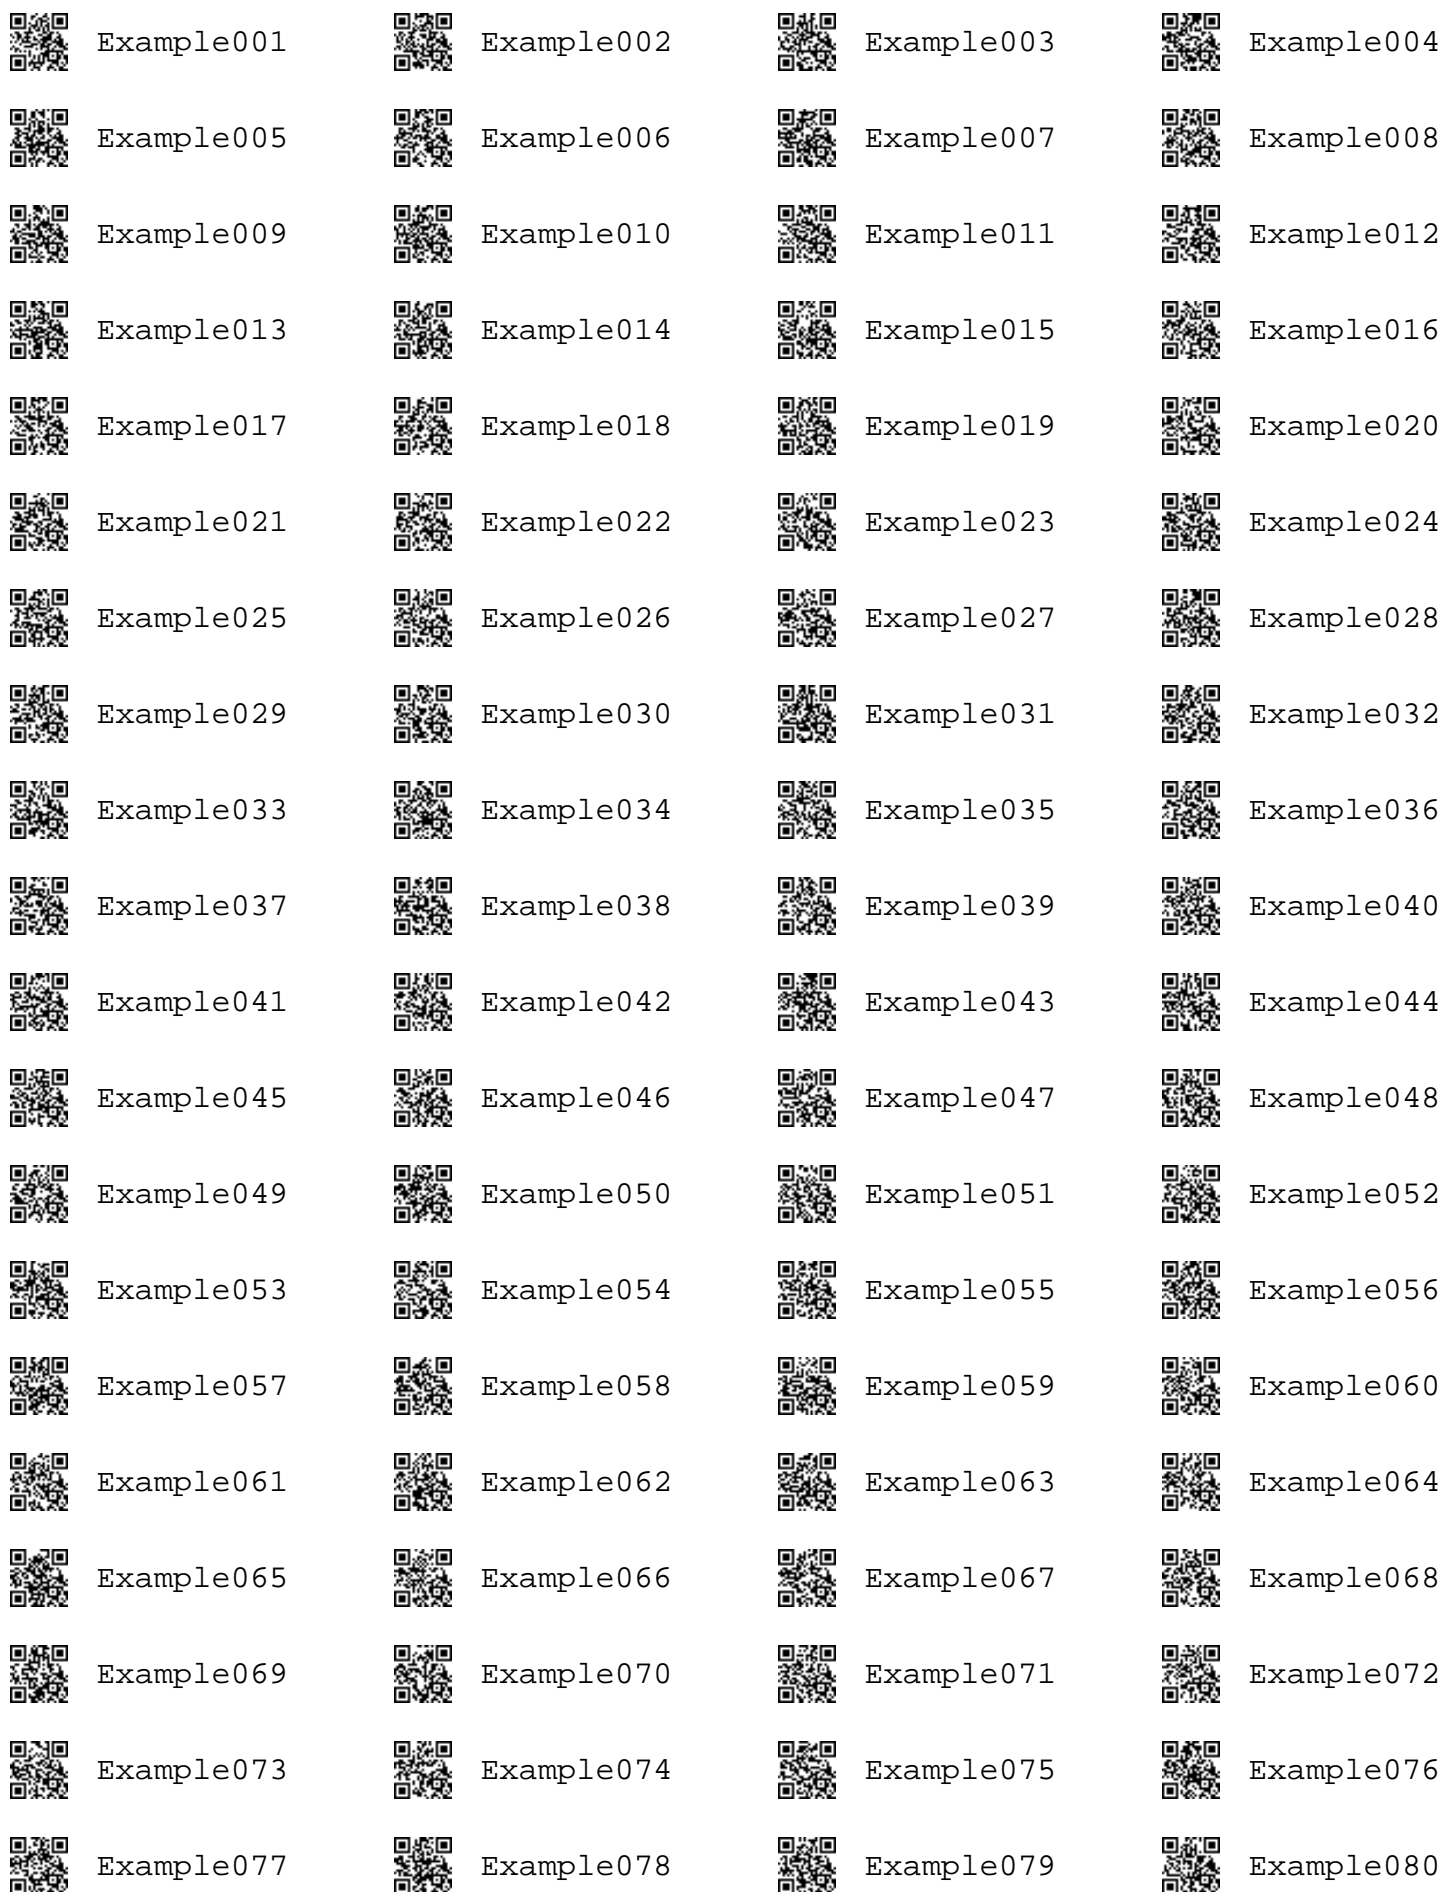 Example001 Example002 Example003 Example004
Example005 Example006 Example007 Example008
Example009 Example010 Example011 Example012
Example013 Example014 Example015 Example016
Example017 Example018 Example019 Example020
Example021 Example022 Example023 Example024
Example025 Example026 Example027 Example028
Example029 Example030 Example031 Example032
Example033 Example034 Example035 Example036
Example037 Example038 Example039 Example040
Example041 Example042 Example043 Example044
Example045 Example046 Example047 Example048
Example049 Example050 Example051 Example052
Example053 Example054 Example055 Example056
Example057 Example058 Example059 Example060
Example061 Example062 Example063 Example064
Example065 Example066 Example067 Example068
Example069 Example070 Example071 Example072
Example073 Example074 Example075 Example076
Example077 Example078 Example079 Example080